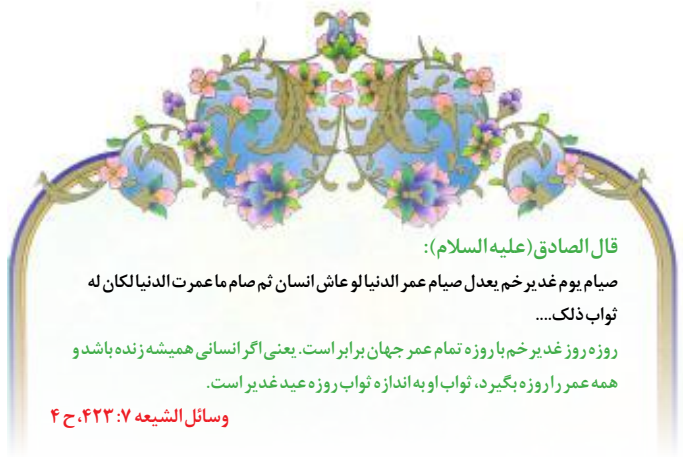 قال الصادق(علیه السلام):
صیام یوم غدیر خم یعدل صیام عمر الدنیا لو عاش انسان ثم صام ما عمرت الدنیا لکان له
ثواب ذلک....
روزه روز غدیر خم با روزه تمام عمر جهان برابر است. یعنی اگر انسانی همیشه زنده باشد و
همه عمر را روزه بگیرد، ثواب او به اندازه ثواب روزه عید غدیر است.
وسائل الشیعه ۷: ۴۲۳، ح ۴